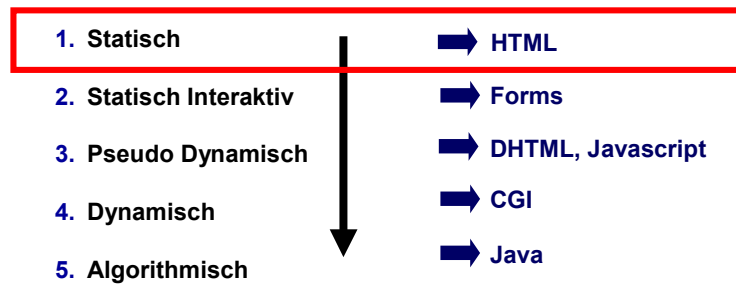 1. Statisch HTML
2. Statisch Interaktiv Forms
3. Pseudo Dynamisch DHTML, Javascript
4. Dynamisch CGI
5. Algorithmisch Java